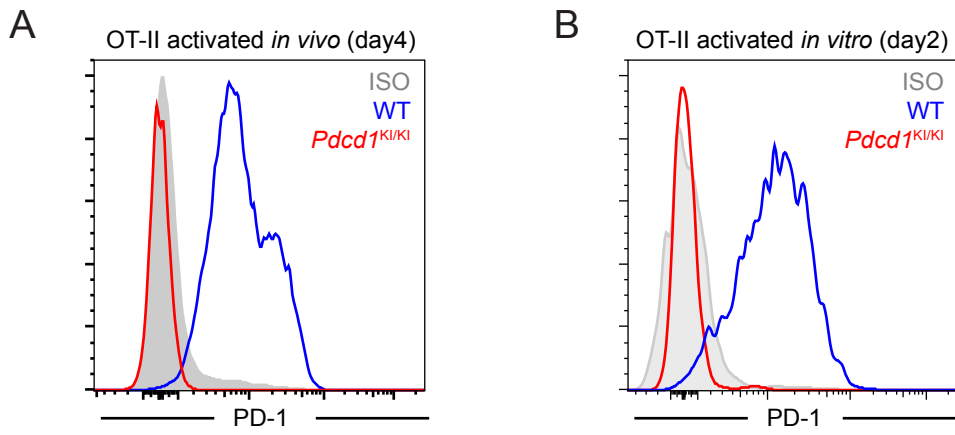 A
OT-II activated in vivo (day4)
ISO
WT
Pdcd1KI/KI
PD-1
B
OT-II activated in vitro (day2)
ISO
WT
Pdcd1KI/KI
PD-1